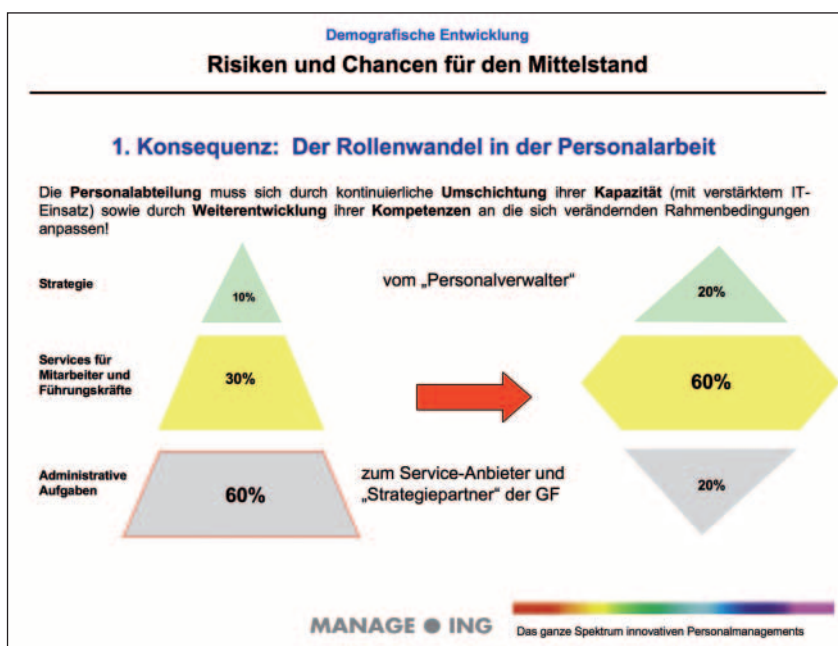 Demografische Entwicklung
Risiken und Chancen für den Mittelstand
1. Konsequenz: Der Rollenwandel in der Personalarbeit
Die Personalabteilung muss sich durch kontinuierliche Umschichtung ihrer Kapazität (mit verstärktem IT-
Einsatz) sowie durch Weiterentwicklung ihrer Kompetenzen an die sich verändernden Rahmenbedingungen
anpassen!
Strategie
10%
vom „Personalverwalter“
20%
Services für
Mitarbeiter und
Führungskräfte
30%
60%
Administrative
Aufgaben
60%
zum Service-Anbieter und
„Strategiepartner“ der GF
20%
MANAGE ● ING
Das ganze Spektrum innovativen Personalmanagements